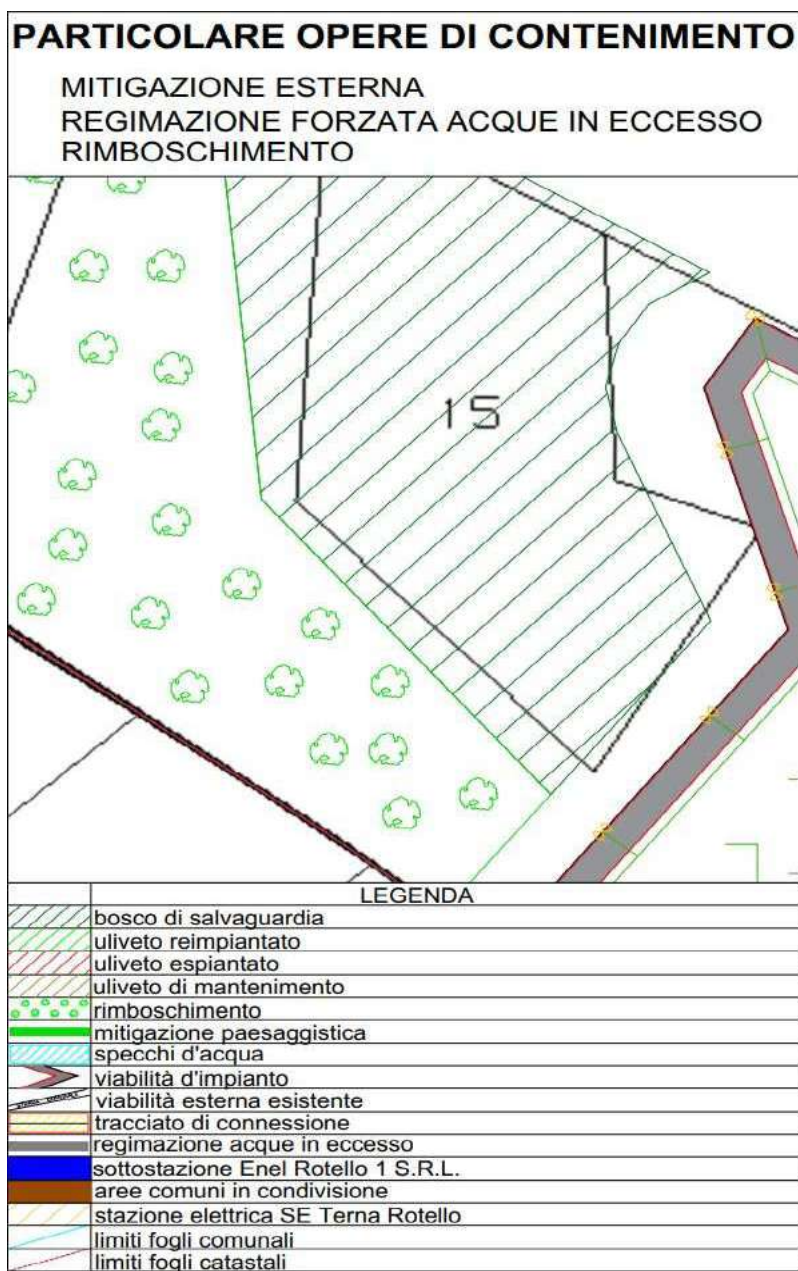 PARTICOLARE OPERE DI CONTENIMENTO
MITIGAZIONE ESTERNA
REGIMAZIONE FORZATA ACQUE IN ECCESSO
RIMBOSCHIMENTO
15
LEGENDA
bosco di salvaguardia
uliveto reimpiantato
uliveto espiantato
uliveto di mantenimento
rimboschimento
mitigazione paesaggistica
specchi d'acqua
viabilità d'impianto
viabilità esterna esistente
tracciato di connessione
regimazione acque in eccesso
sottostazione Enel Rotello 1 S.R.L.
aree comuni in condivisione
stazione elettrica SE Terna Rotello
limiti fogli comunali
limiti fogli catastali